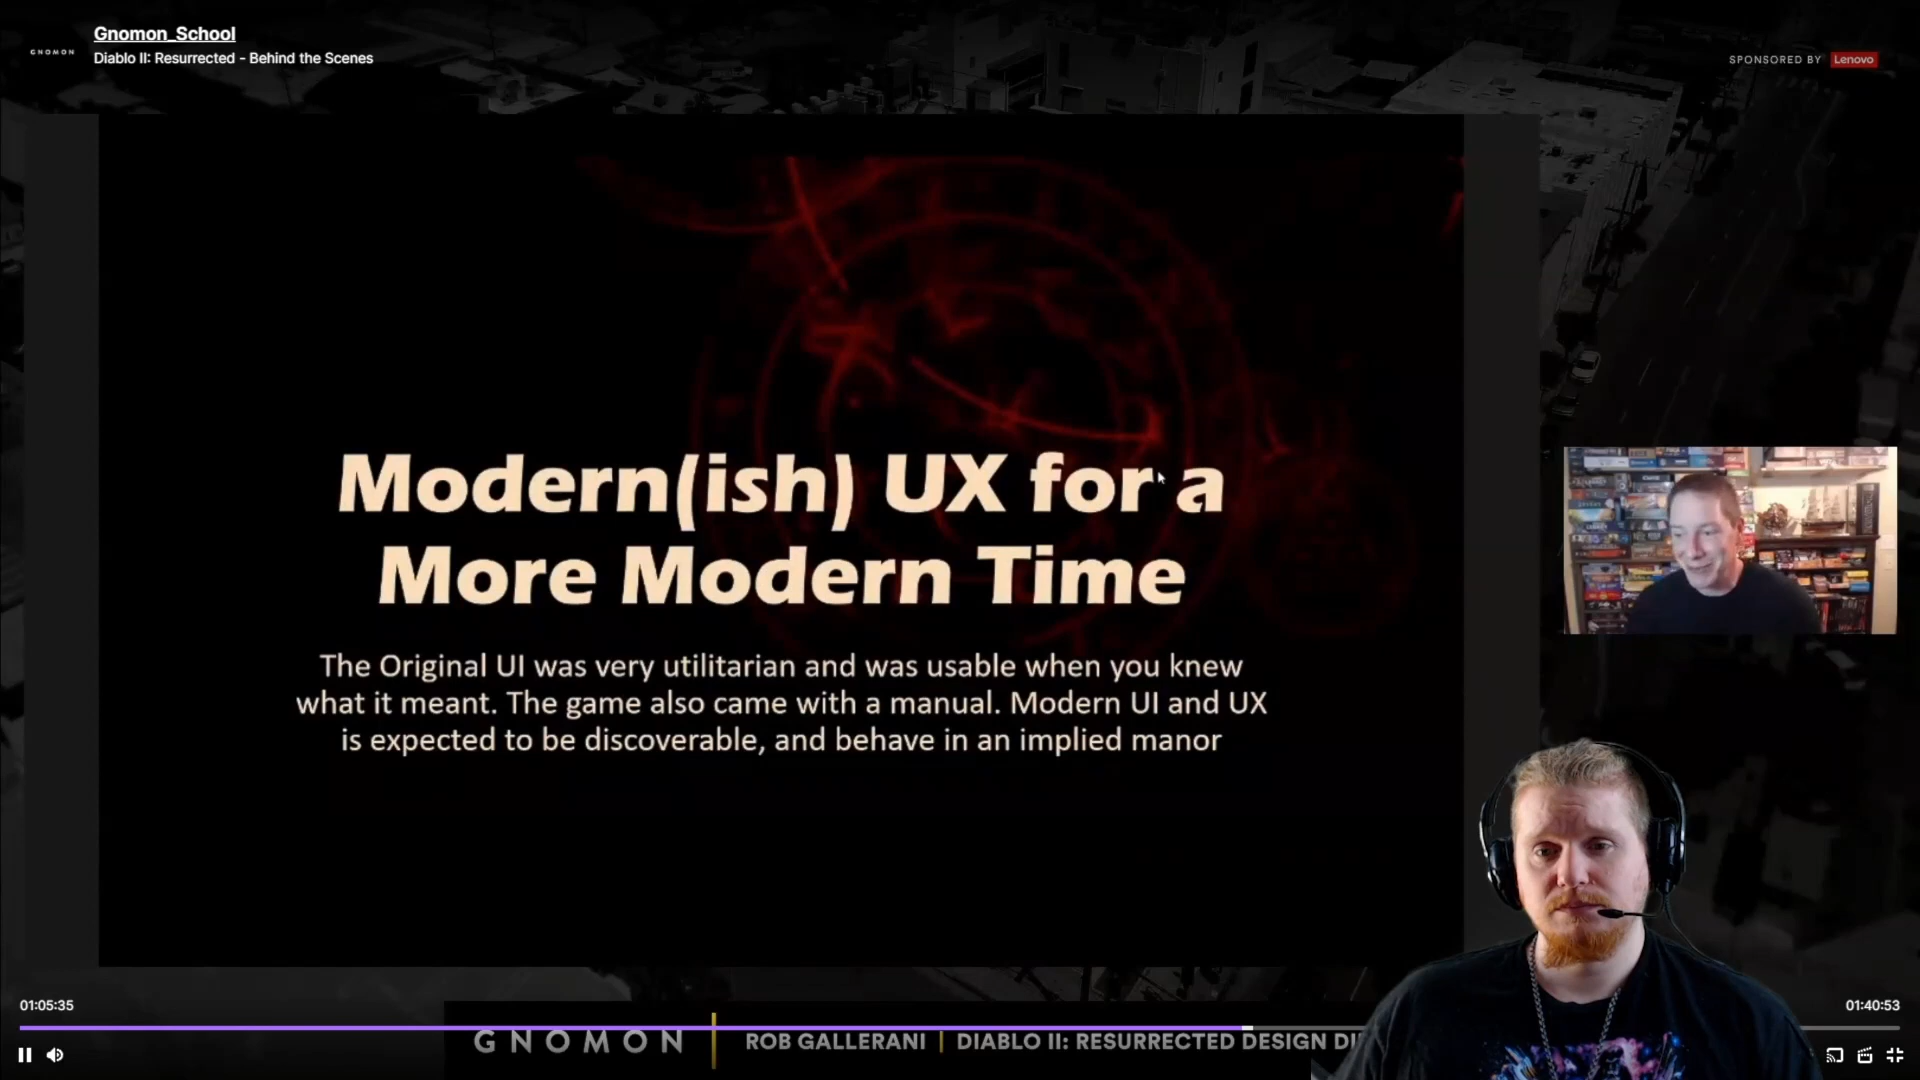 Gnomon_School
GNOMON
Diablo II: Resurrected - Behind the Scenes
SPONSORED BY Lenovo
Modern(ish) UX for a
More Modern Time
The Original UI was very utilitarian and was usable when you knew
what it meant. The game also came with a manual. Modern UI and UX
is expected to be discoverable, and behave in an implied manor
01:05:35
01:40:53
GNOMON
ROB GALLERANI
DIABLO II: RESURRECTED DESIGN DI